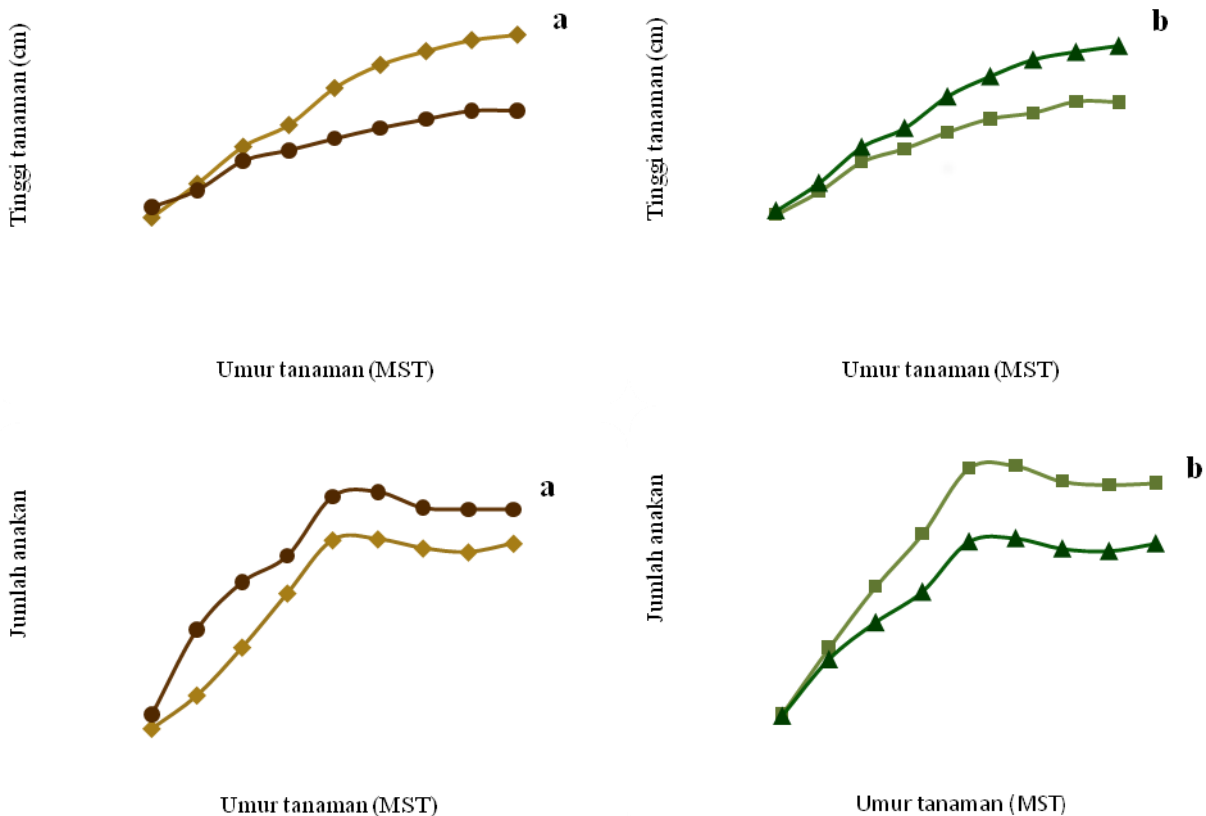 a
Tinggi tanaman (cm)
Umur tanaman (MST)
b
Tinggi tanaman (cm)
Umur tanaman (MST)
a
Jumlah anakan
Umur tanaman (MST)
b
Jumlah anakan
Umur tanaman (MST)